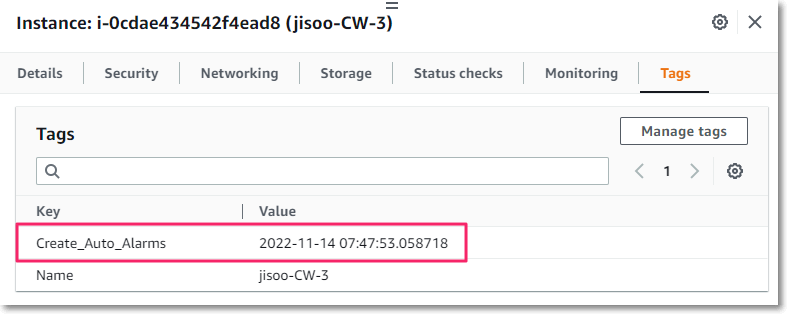 Instance: i-0cdae434542f4ead8 (jisoo-CW-3)
Details Security Networking Storage Status checks Monitoring Tags
Tags Manage tags
1
Key Value
Create_Auto_Alarms 2022-11-14 07:47:53.058718
Name jisoo-CW-3